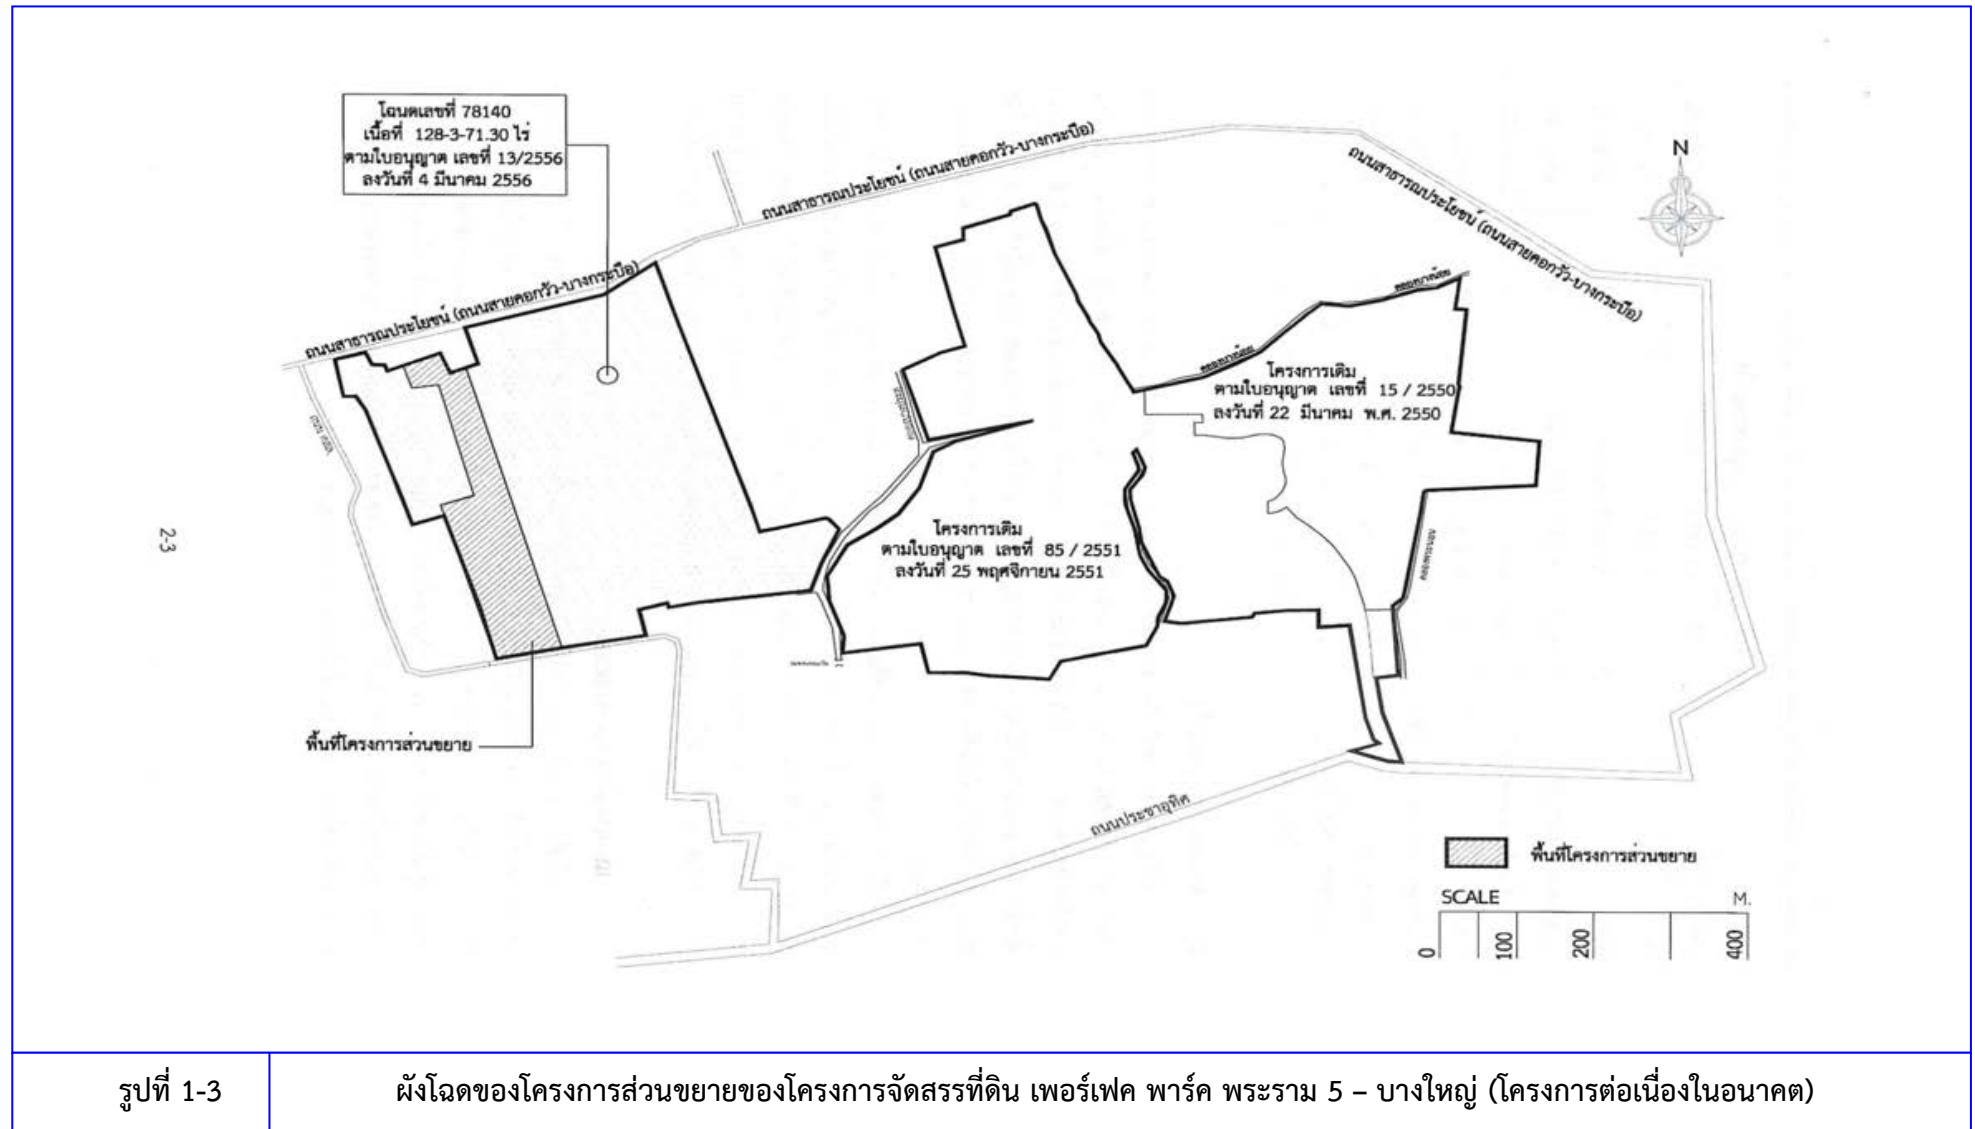 โฉนดเลขที่ 78140
เนื้อที่ 128-3-71.30 ไร่
ตามใบอนุญาต เลขที่ 13/2556
ลงวันที่ 4 มีนาคม 2556
ถนนสาธารณประโยชน์ (ถนนสายคอกวัว-บางกระบือ)
ถนนสาธารณประโยชน์ (ถนนสายคอกวัว-บางกระบือ)
ถนนสาธารณประโยชน์ (ถนนสายคอกวัว-บางกระบือ)
N
คลองบาน้อย
คลองบาน้อย
โครงการเดิม
ตามใบอนุญาต เลขที่ 15 / 2550
ลงวันที่ 22 มีนาคม พ.ศ. 2550
โครงการเดิม
ตามใบอนุญาต เลขที่ 85 / 2551
ลงวันที่ 25 พฤศจิกายน 2551
2-3
พื้นที่โครงการส่วนขยาย
ถนนประชาอุทิศ
พื้นที่โครงการส่วนขยาย
SCALE M.
0 100 200 400
รูปที่ 1-3 ผังโฉดของโครงการส่วนขยายของโครงการจัดสรรที่ดิน เพอร์เฟค พาร์ค พระราม 5 – บางใหญ่ (โครงการต่อเนื่องในอนาคต)